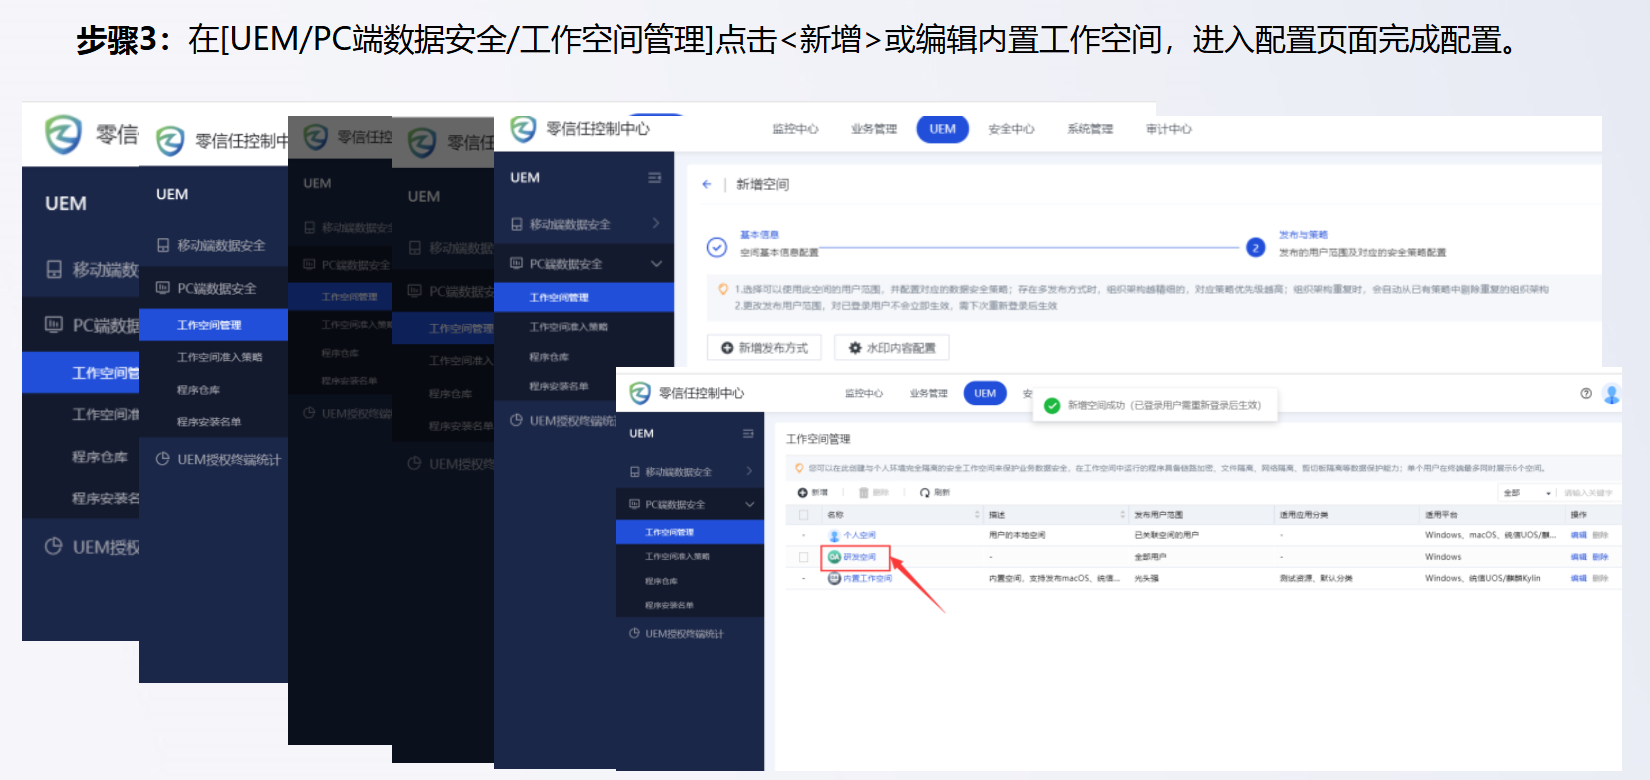 步骤3：在[UEM/PC端数据安全/工作空间管理]点击<新增>或编辑内置工作空间，进入配置页面完成配置。
零信
UEM
移动端数
PC端数据
工作空间管
工作空间准
程序仓库
程序安装名
UEM授权
零信任控制中
UEM
移动端数据安全
PC端数据安全
工作空间管理
工作空间准入策略
程序仓库
程序安装名单
UEM授权终端统计
零信任控
UEM
移动端数据安全
PC端数据安全
工作空间管理
工作空间准入策略
程序仓库
程序安装名单
UEM授权终端
零信任
UEM
移动端数据
PC端数据安
工作空间管理
工作空间准入
程序仓库
程序安装名单
UEM授权终
零信任控制中心
监控中心 业务管理 UEM 安全中心 系统管理 审计中心
UEM
移动端数据安全
PC端数据安全
工作空间管理
工作空间准入策略
程序仓库
程序安装名单
UEM授权终端统计
新增空间
基本信息
空间基本信息配置
2
发布与策略
发布的用户范围及对应的安全策略配置
1.选择可以使用此空间的用户范围，并配置对应的数据安全策略；存在多发布方式时，组织架构越精细的，对应策略优先级越高；组织架构重复时，会自动从已有策略中剔除重复的组织架构
2.更改发布用户范围，对已登录用户不会立即生效，需下次重新登录后生效
新增发布方式 水印内容配置
零信任控制中心
监控中心 业务管理 UEM 安
新增空间成功（已登录用户需重新登录后生效）
UEM
移动端数据安全
PC端数据安全
工作空间管理
工作空间准入策略
程序仓库
程序安装名单
UEM授权终端统计
工作空间管理
您可以在此创建与个人环境完全隔离的安全工作空间来保护业务数据安全，在工作空间中运行的程序具备链路加密、文件隔离、网络隔离、剪切板隔离等数据保护能力；单个用户在终端最多同时展示6个空间。
新增 删除 刷新 全部 请输入关键字
名称 描述 发布用户范围 适用应用分类 适用平台 操作
- 个人空间 用户的本地空间 已关联空间的用户 - Windows、macOS、统信UOS/麒... 编辑 删除
研发空间 - 全部用户 - Windows 编辑 删除
- 内置工作空间 内置空间，支持发布macOS、统信... 光头强 测试资源、默认分类 Windows、统信UOS/麒麟Kylin 编辑 删除